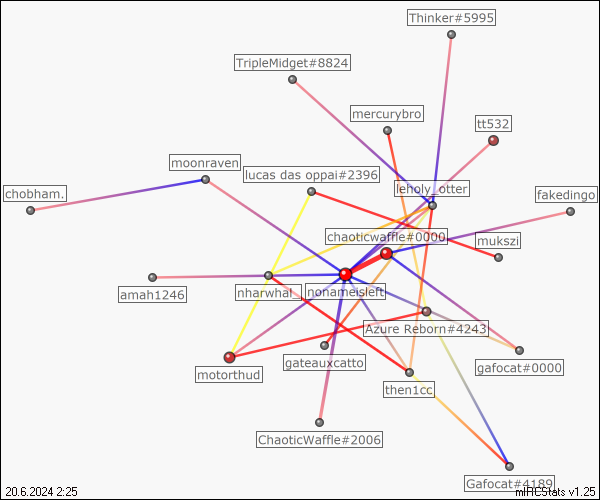 Thinker#5995
TripleMidget#8824
mercurybro
tt532
moonraven
lucas das oppai#2396
chobham.
leholy_otter
fakedingo
chaoticwaffle#0000
mukszi
amah1246
nharwhal_
nonameisleft
Azure Reborn#4243
gateauxcatto
gafocat#0000
motorthud
then1cc
ChaoticWaffle#2006
Gafocat#4189
20.6.2024 2:25
mIRCStats v1.25